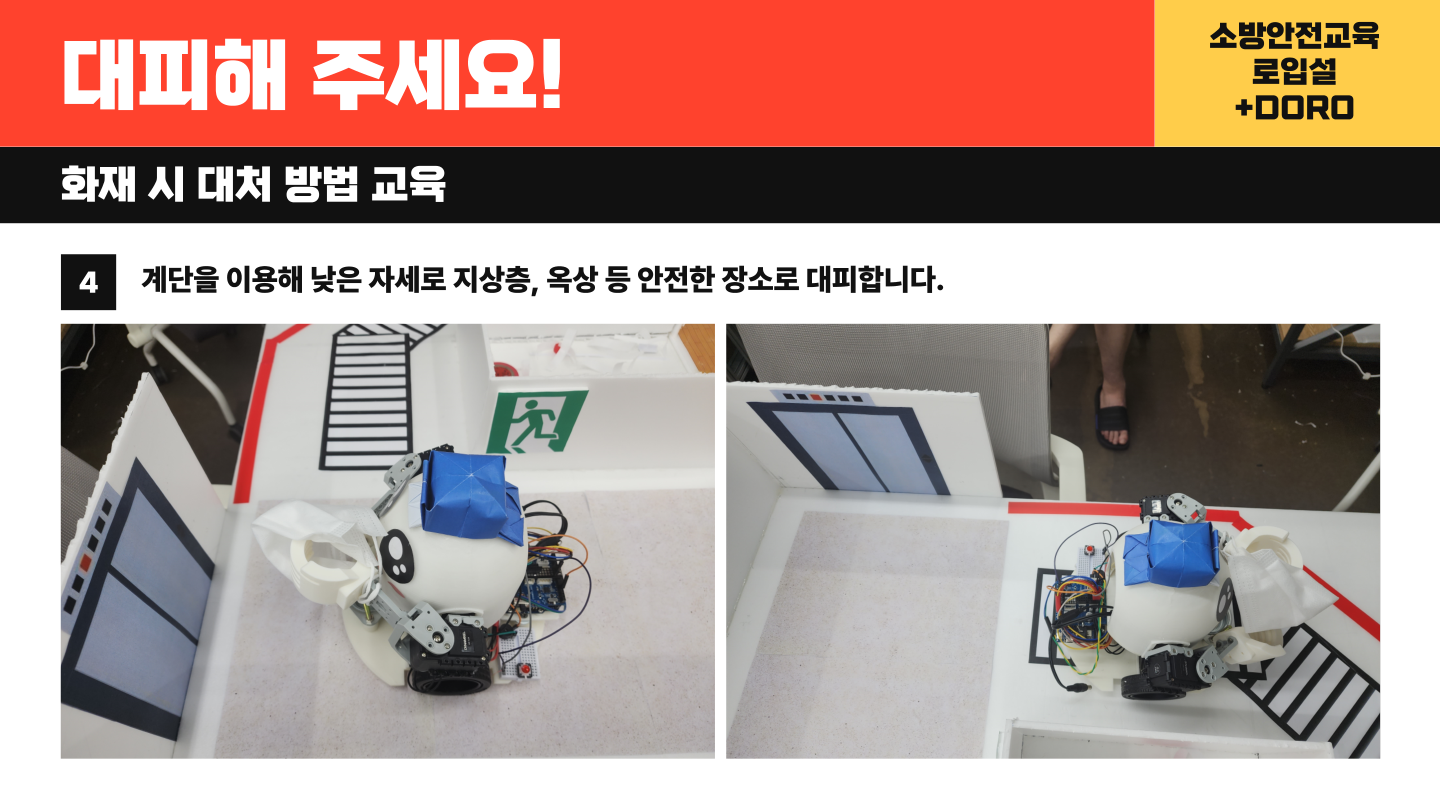 대피해 주세요!
소방안전교육
로입설
+DORO
화재 시 대처 방법 교육
4 계단을 이용해 낮은 자세로 지상층, 옥상 등 안전한 장소로 대피합니다.